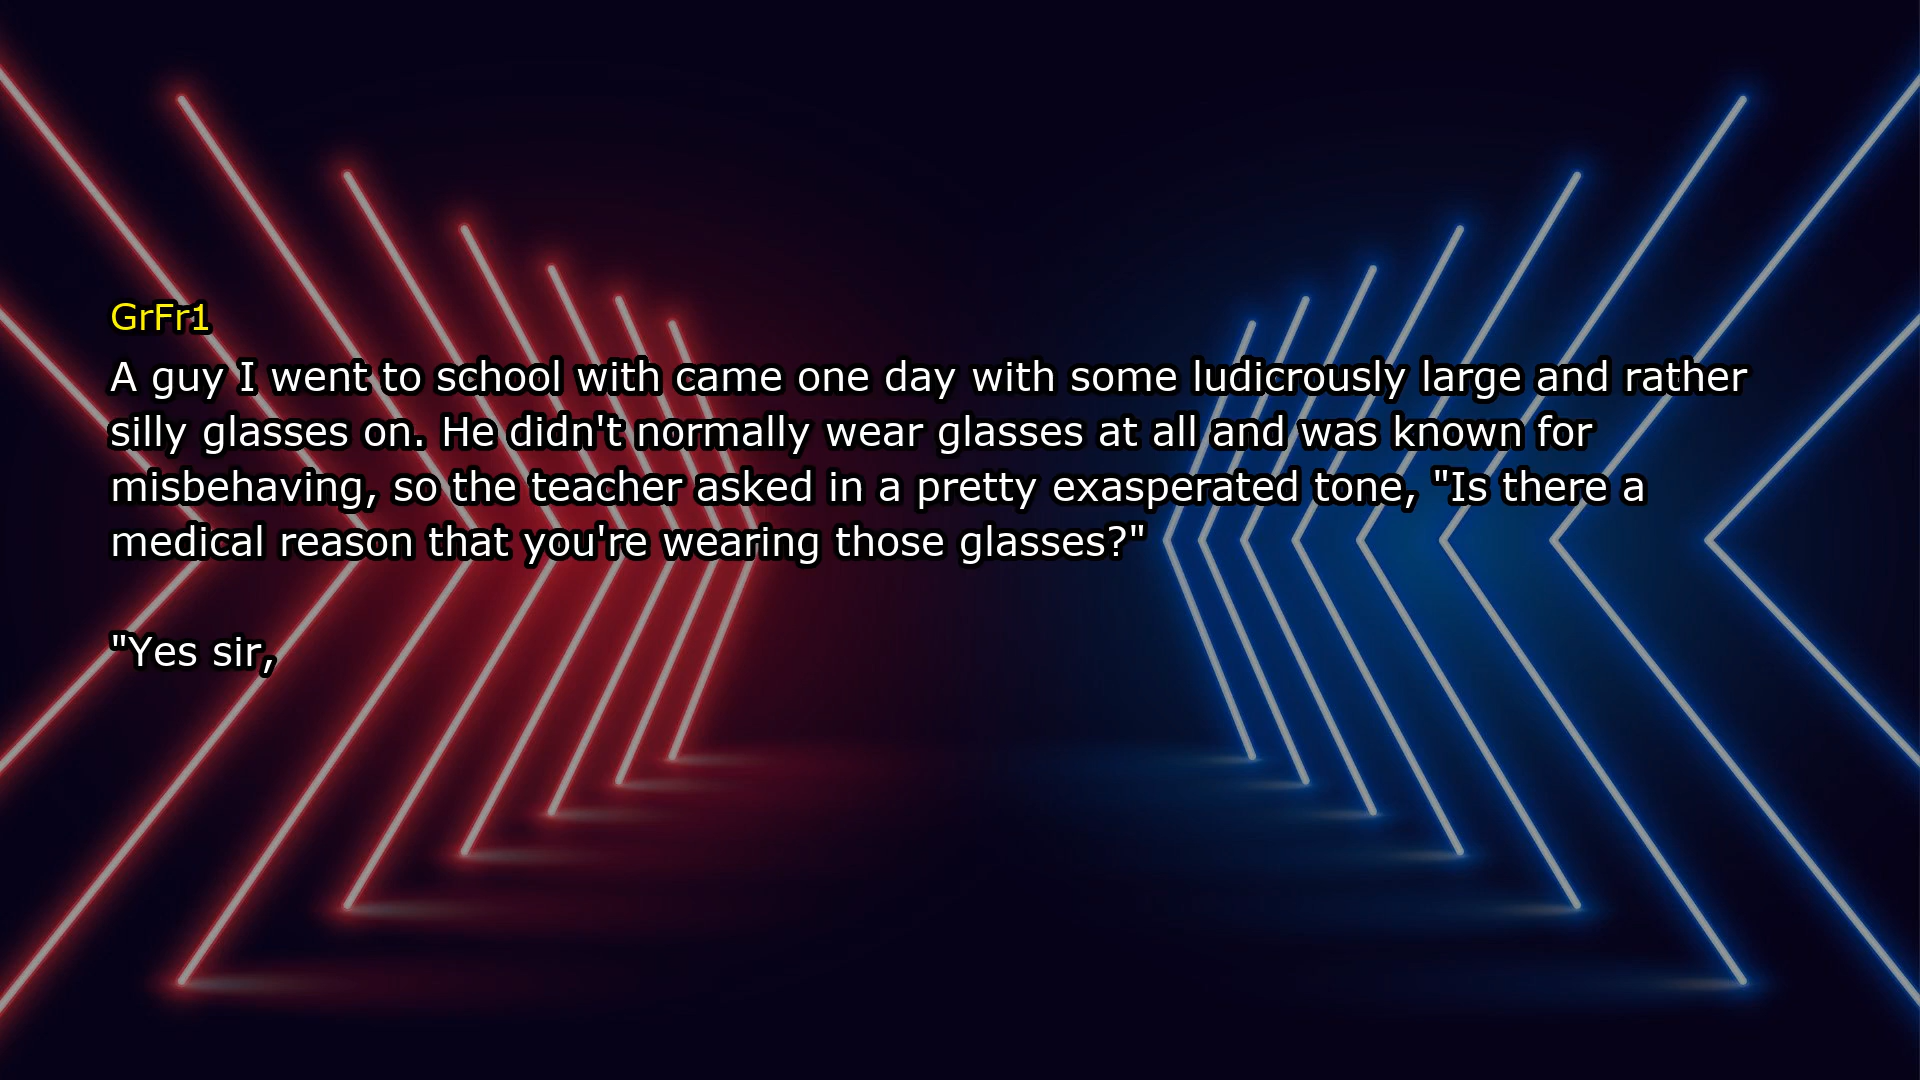 GrFr1
A guy I went to school with came one day with some ludicrously large and rather
silly glasses on. He didn't normally wear glasses at all and was known for
misbehaving, so the teacher asked in a pretty exasperated tone, "Is there a
medical reason that you're wearing those glasses?"
"Yes sir,